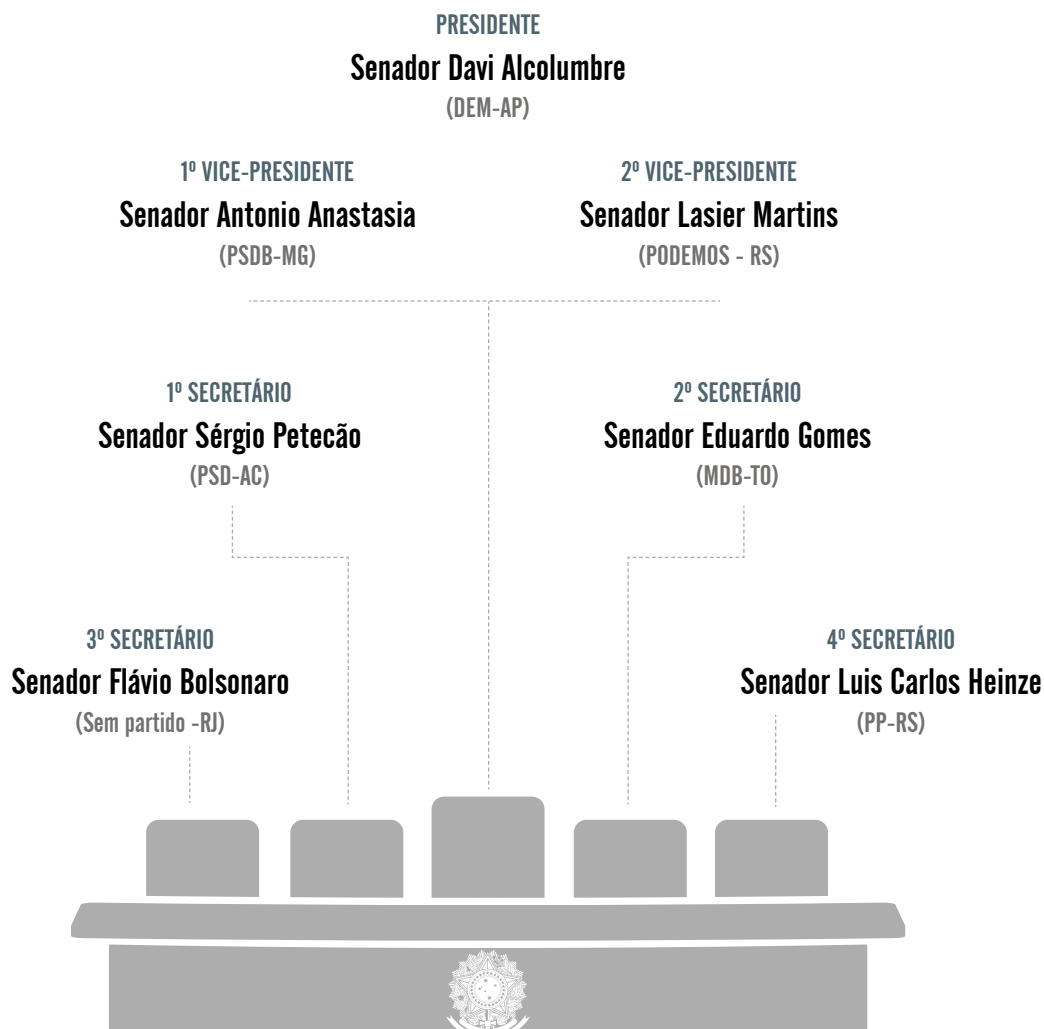 PRESIDENTE
Senador Davi Alcolumbre
(DEM-AP)
1º VICE-PRESIDENTE
Senador Antonio Anastasia
(PSDB-MG)
2º VICE-PRESIDENTE
Senador Lasier Martins
(PODEMOS - RS)
1º SECRETÁRIO
Senador Sérgio Petecão
(PSD-AC)
2º SECRETÁRIO
Senador Eduardo Gomes
(MDB-TO)
3º SECRETÁRIO
Senador Flávio Bolsonaro
(Sem partido -RJ)
4º SECRETÁRIO
Senador Luis Carlos Heinze
(PP-RS)